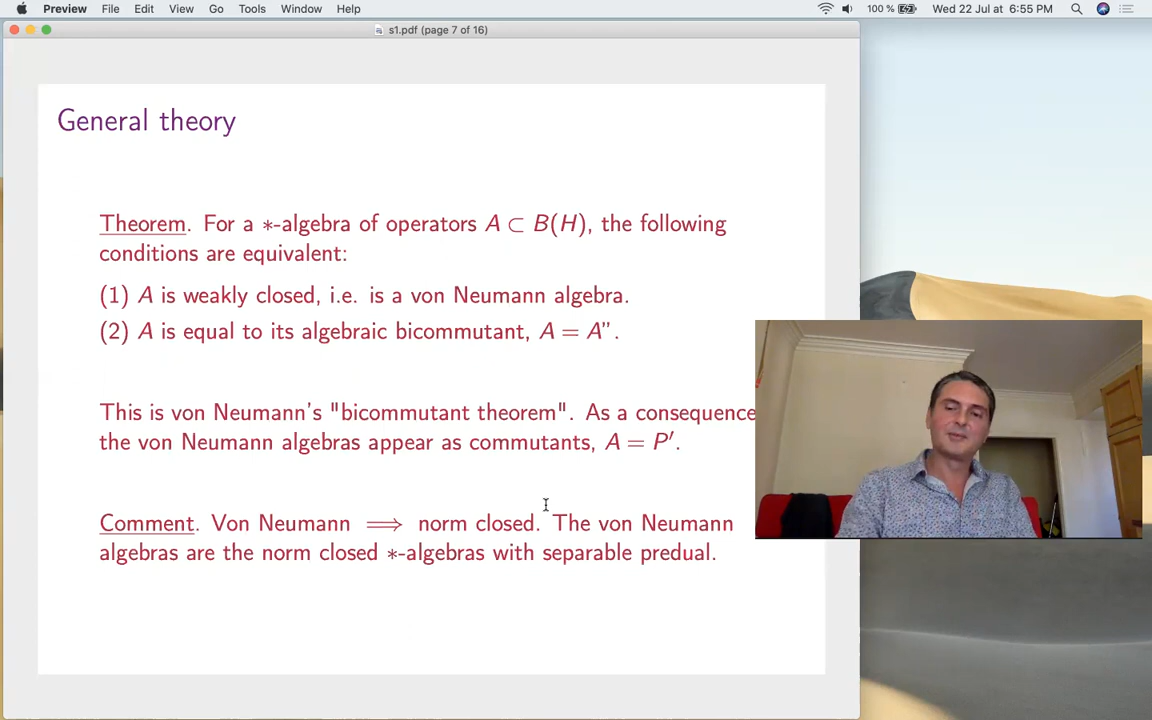 Preview File Edit View Go Tools Window Help 100 % Wed 22 Jul at 6:55 PM
s1.pdf (page 7 of 16)
General theory
Theorem. For a ∗-algebra of operators A ⊂ B(H), the following
conditions are equivalent:
(1) A is weakly closed, i.e. is a von Neumann algebra.
(2) A is equal to its algebraic bicommutant, A = A”.
This is von Neumann's "bicommutant theorem". As a consequence
the von Neumann algebras appear as commutants, A = P′.
Comment. Von Neumann ⟹ norm closed. The von Neumann
algebras are the norm closed ∗-algebras with separable predual.